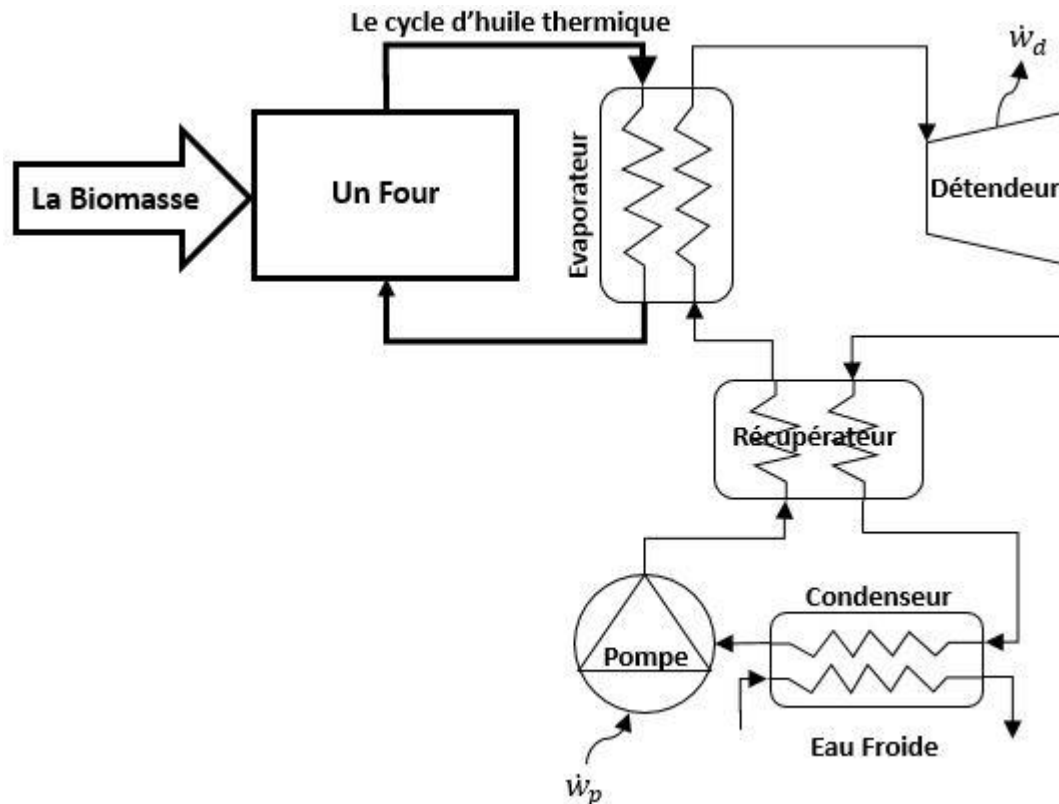 Le cycle d'huile thermique
ẇd
Evaporateur
Détendeur
La Biomasse
Un Four
Récupérateur
Condenseur
Pompe
Eau Froide
ẇp